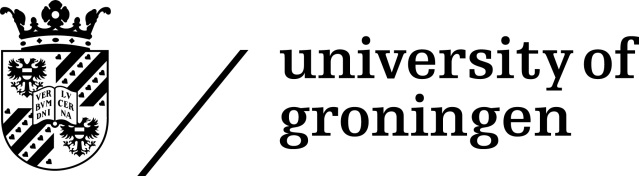 VER LV
BVM CER
DNI NA
university of
groningen